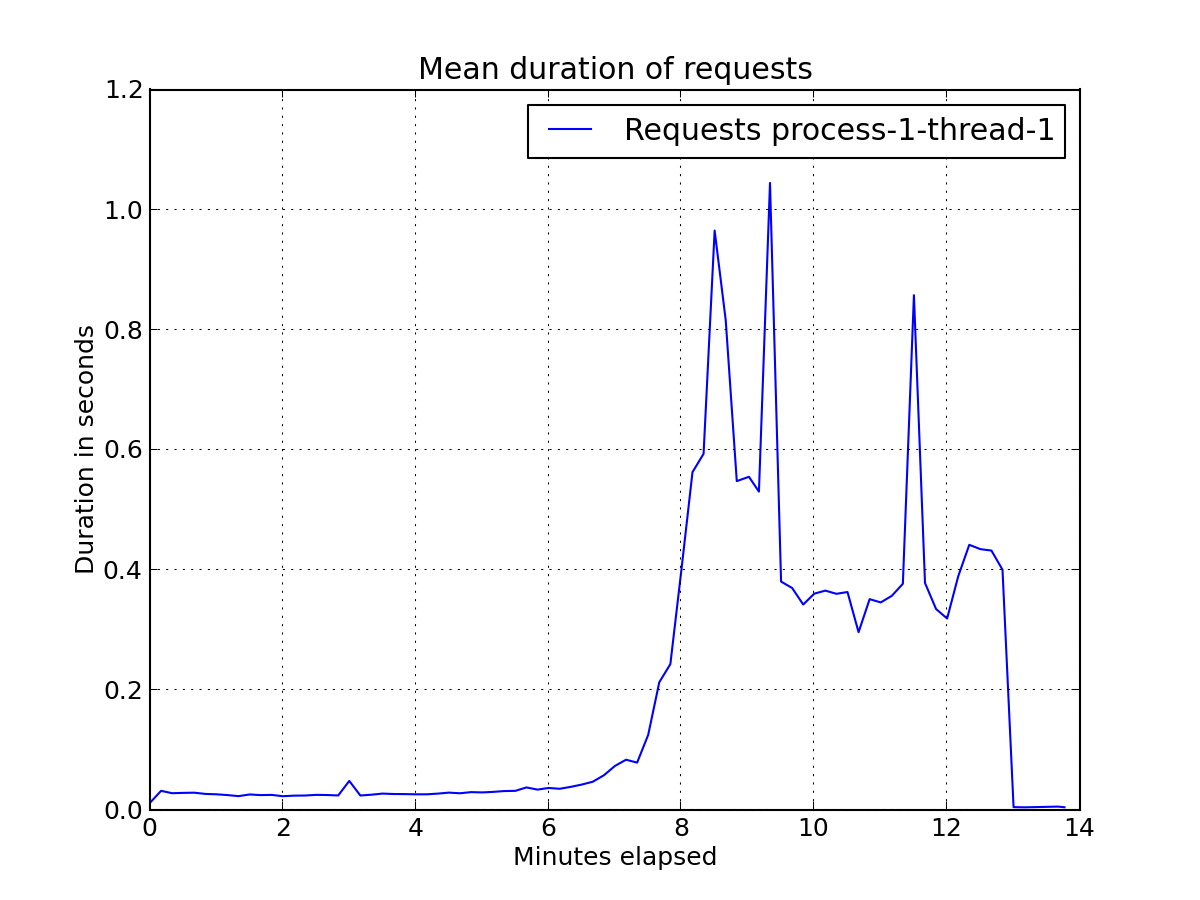 Mean duration of requests
Requests process-1-thread-1
Duration in seconds
1.2
1.0
0.8
0.6
0.4
0.2
0.0
0 2 4 6 8 10 12 14
Minutes elapsed